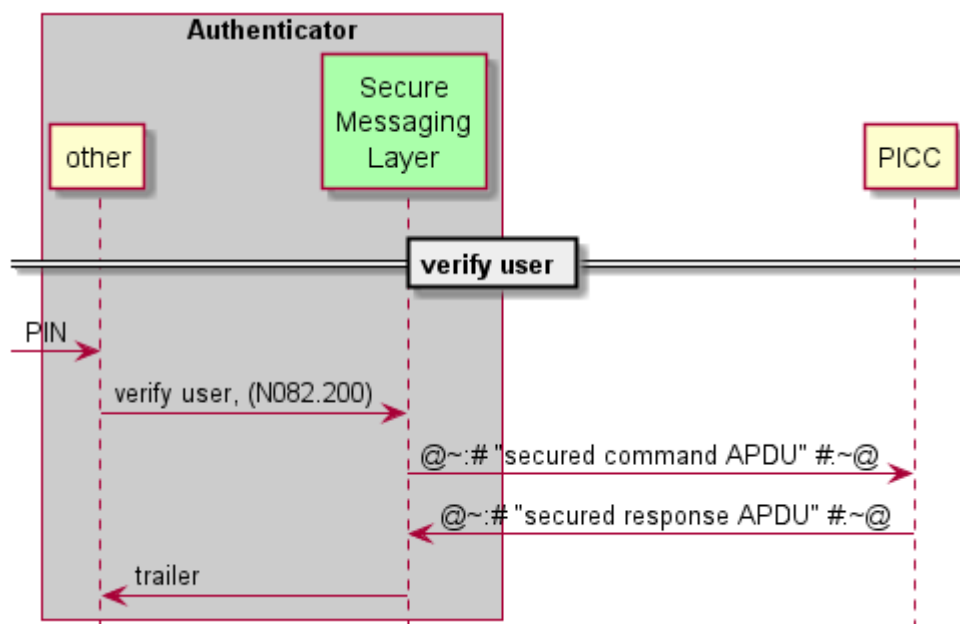 Authenticator
Secure
Messaging
Layer
other
PICC
verify user
PIN
verify user, (N082.200)
@~:# "secured command APDU" #:~@
@~:# "secured response APDU" #:~@
trailer